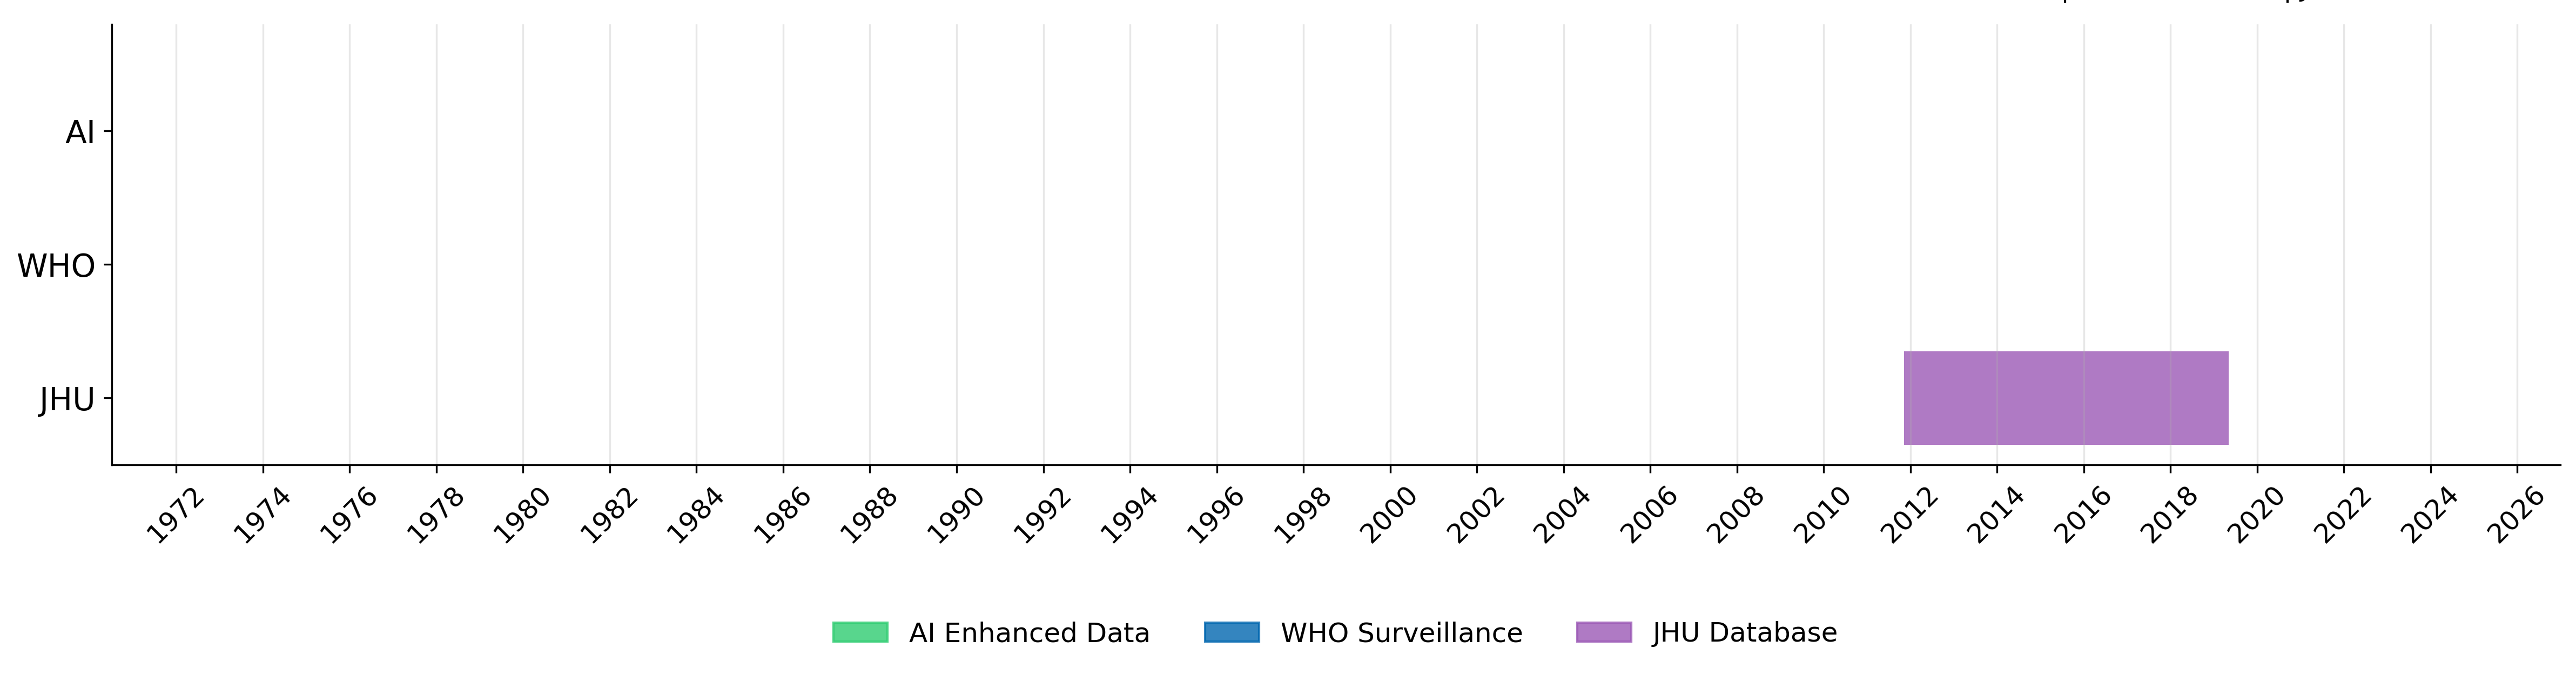 AI
WHO
JHU
1972 1974 1976 1978 1980 1982 1984 1986 1988 1990 1992 1994 1996 1998 2000 2002 2004 2006 2008 2010 2012 2014 2016 2018 2020 2022 2024 2026
AI Enhanced Data WHO Surveillance JHU Database